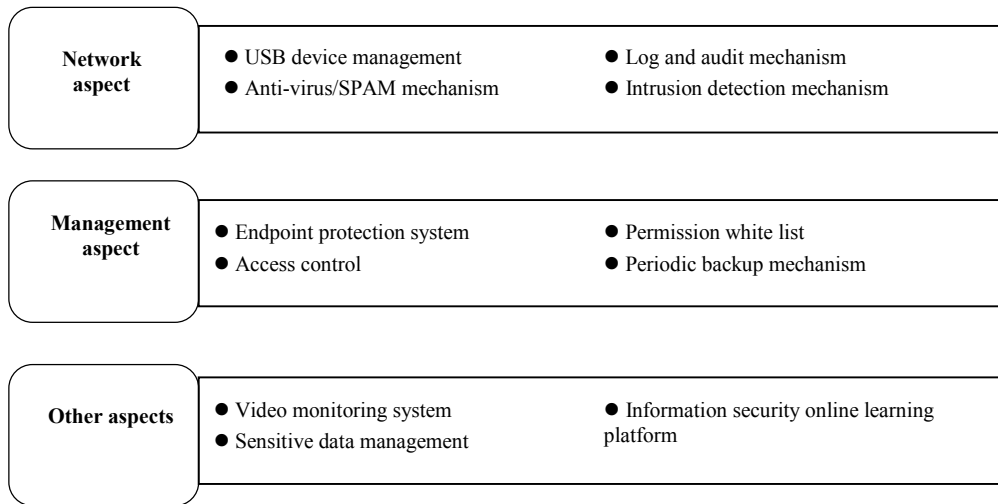 Network
aspect
● USB device management
● Anti-virus/SPAM mechanism
● Log and audit mechanism
● Intrusion detection mechanism
Management
aspect
● Endpoint protection system
● Access control
● Permission white list
● Periodic backup mechanism
Other aspects
● Video monitoring system
● Sensitive data management
● Information security online learning
platform